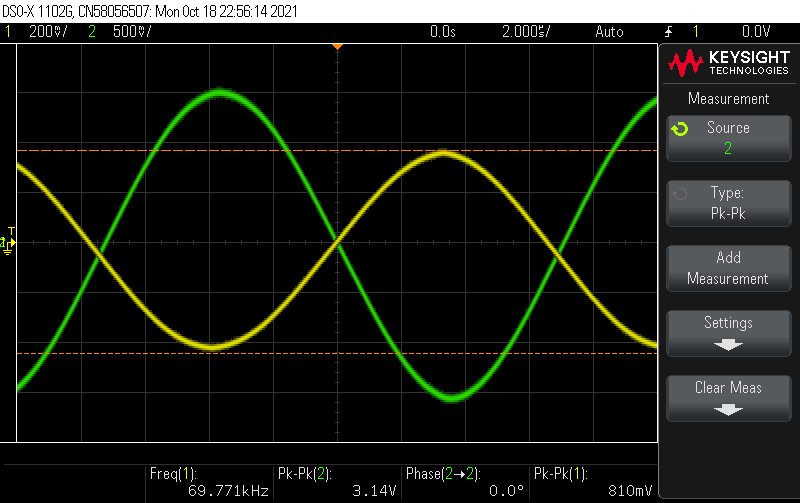 DSO-X 1102G, CN58056507: Mon Oct 18 22:56:14 2021
1 200㎷/ 2 500㎷/ 0.0s 2.000㎲/ Auto 1 0.0V
KEYSIGHT
TECHNOLOGIES
Measurement
Source
2
Type:
Pk-Pk
Add
Measurement
Settings
Clear Meas
T
Freq(1): Pk-Pk(2): Phase(2→2): Pk-Pk(1):
69.771kHz 3.14V 0.0° 810mV